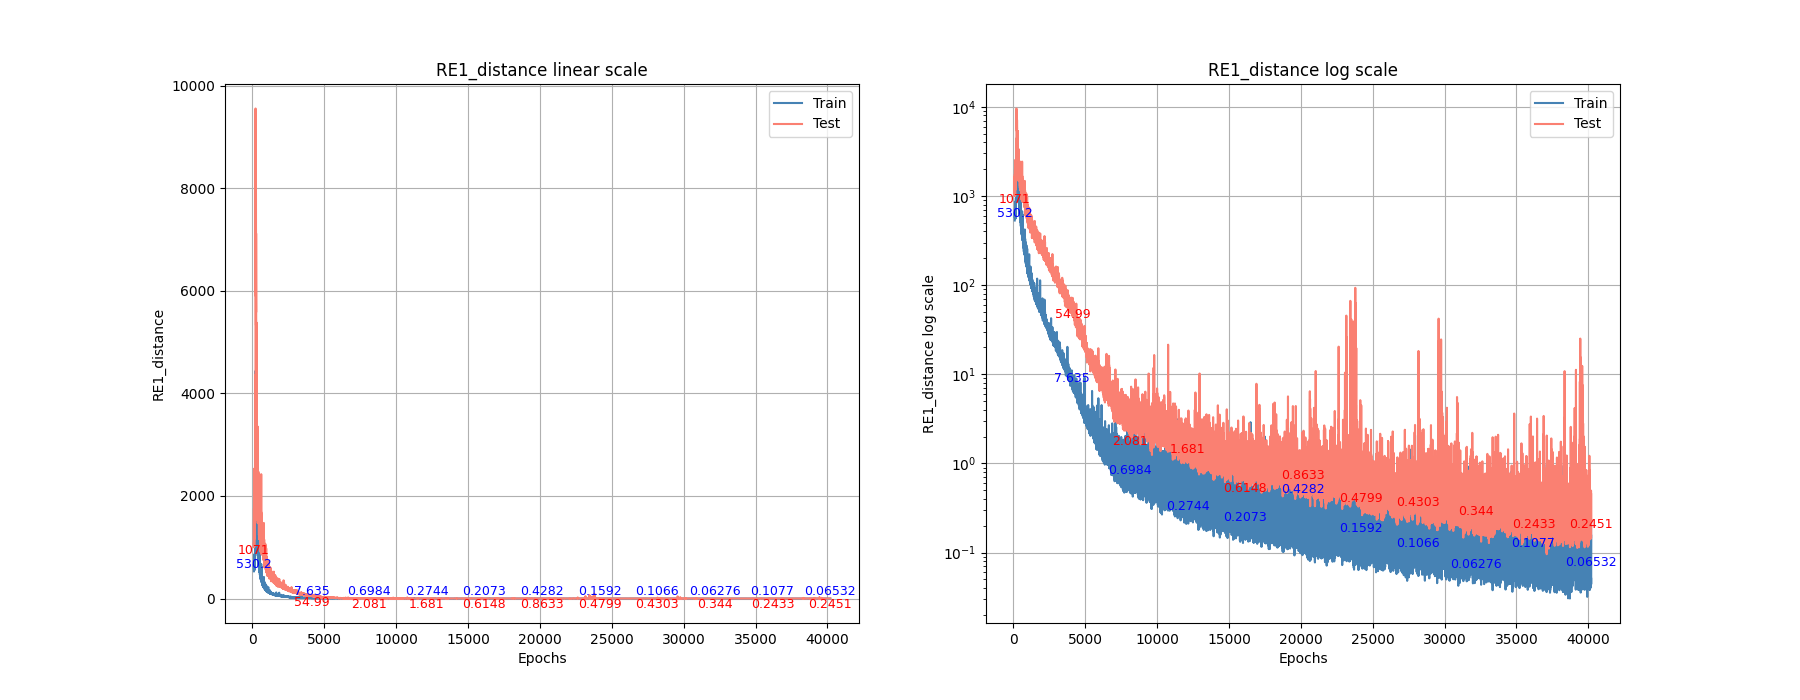 RE1_distance linear scale
10000
8000
6000
4000
2000
0
RE1_distance
Train
Test
1071
530.2
7.635 0.6984 0.2744 0.2073 0.4282 0.1592 0.1066 0.06276 0.1077 0.06532
54.99 2.081 1.681 0.6148 0.8633 0.4799 0.4303 0.344 0.2433 0.2451
0 5000 10000 15000 20000 25000 30000 35000 40000
Epochs
RE1_distance log scale
10⁴
10³
10²
10¹
10⁰
10⁻¹
RE1_distance log scale
Train
Test
1071
530.2
54.99
7.635
2.081
1.681
0.6984
0.8633
0.6148
0.4282
0.4799
0.4303
0.2744
0.344
0.2073
0.2433
0.2451
0.1592
0.1066
0.1077
0.06276
0.06532
0 5000 10000 15000 20000 25000 30000 35000 40000
Epochs